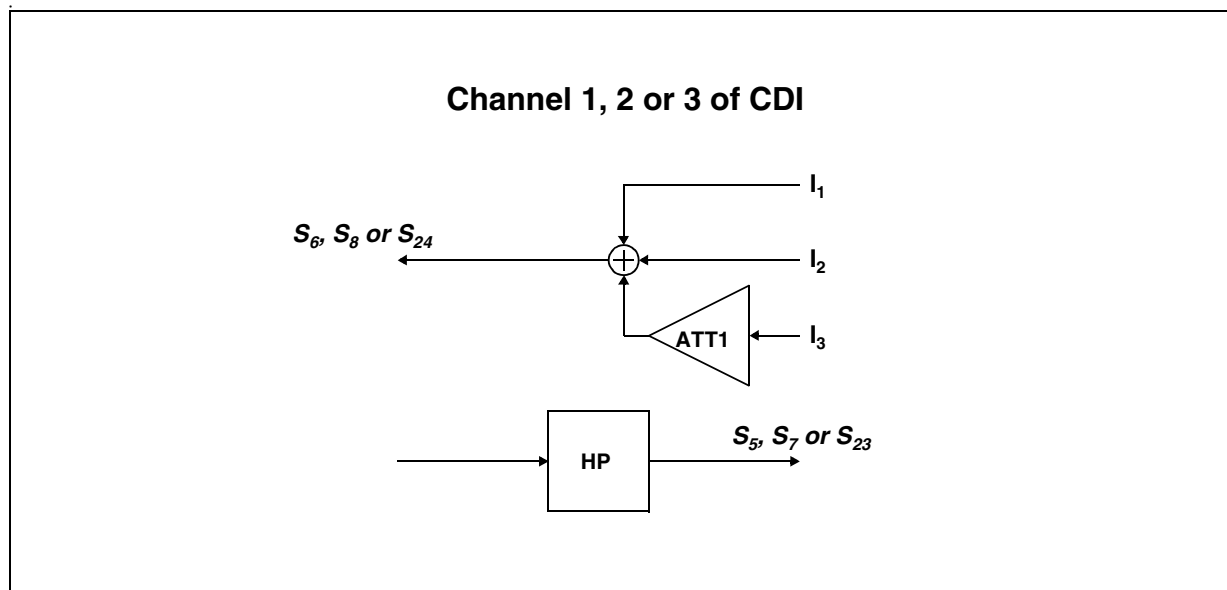 Channel 1, 2 or 3 of CDI
I₁
S₆, S₈ or S₂₄
I₂
ATT1
I₃
S₅, S₇ or S₂₃
HP